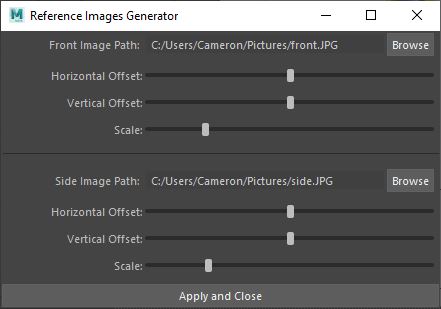 Reference Images Generator
Front Image Path: C:/Users/Cameron/Pictures/front.JPG Browse
Horizontal Offset:
Vertical Offset:
Scale:
Side Image Path: C:/Users/Cameron/Pictures/side.JPG Browse
Horizontal Offset:
Vertical Offset:
Scale:
Apply and Close